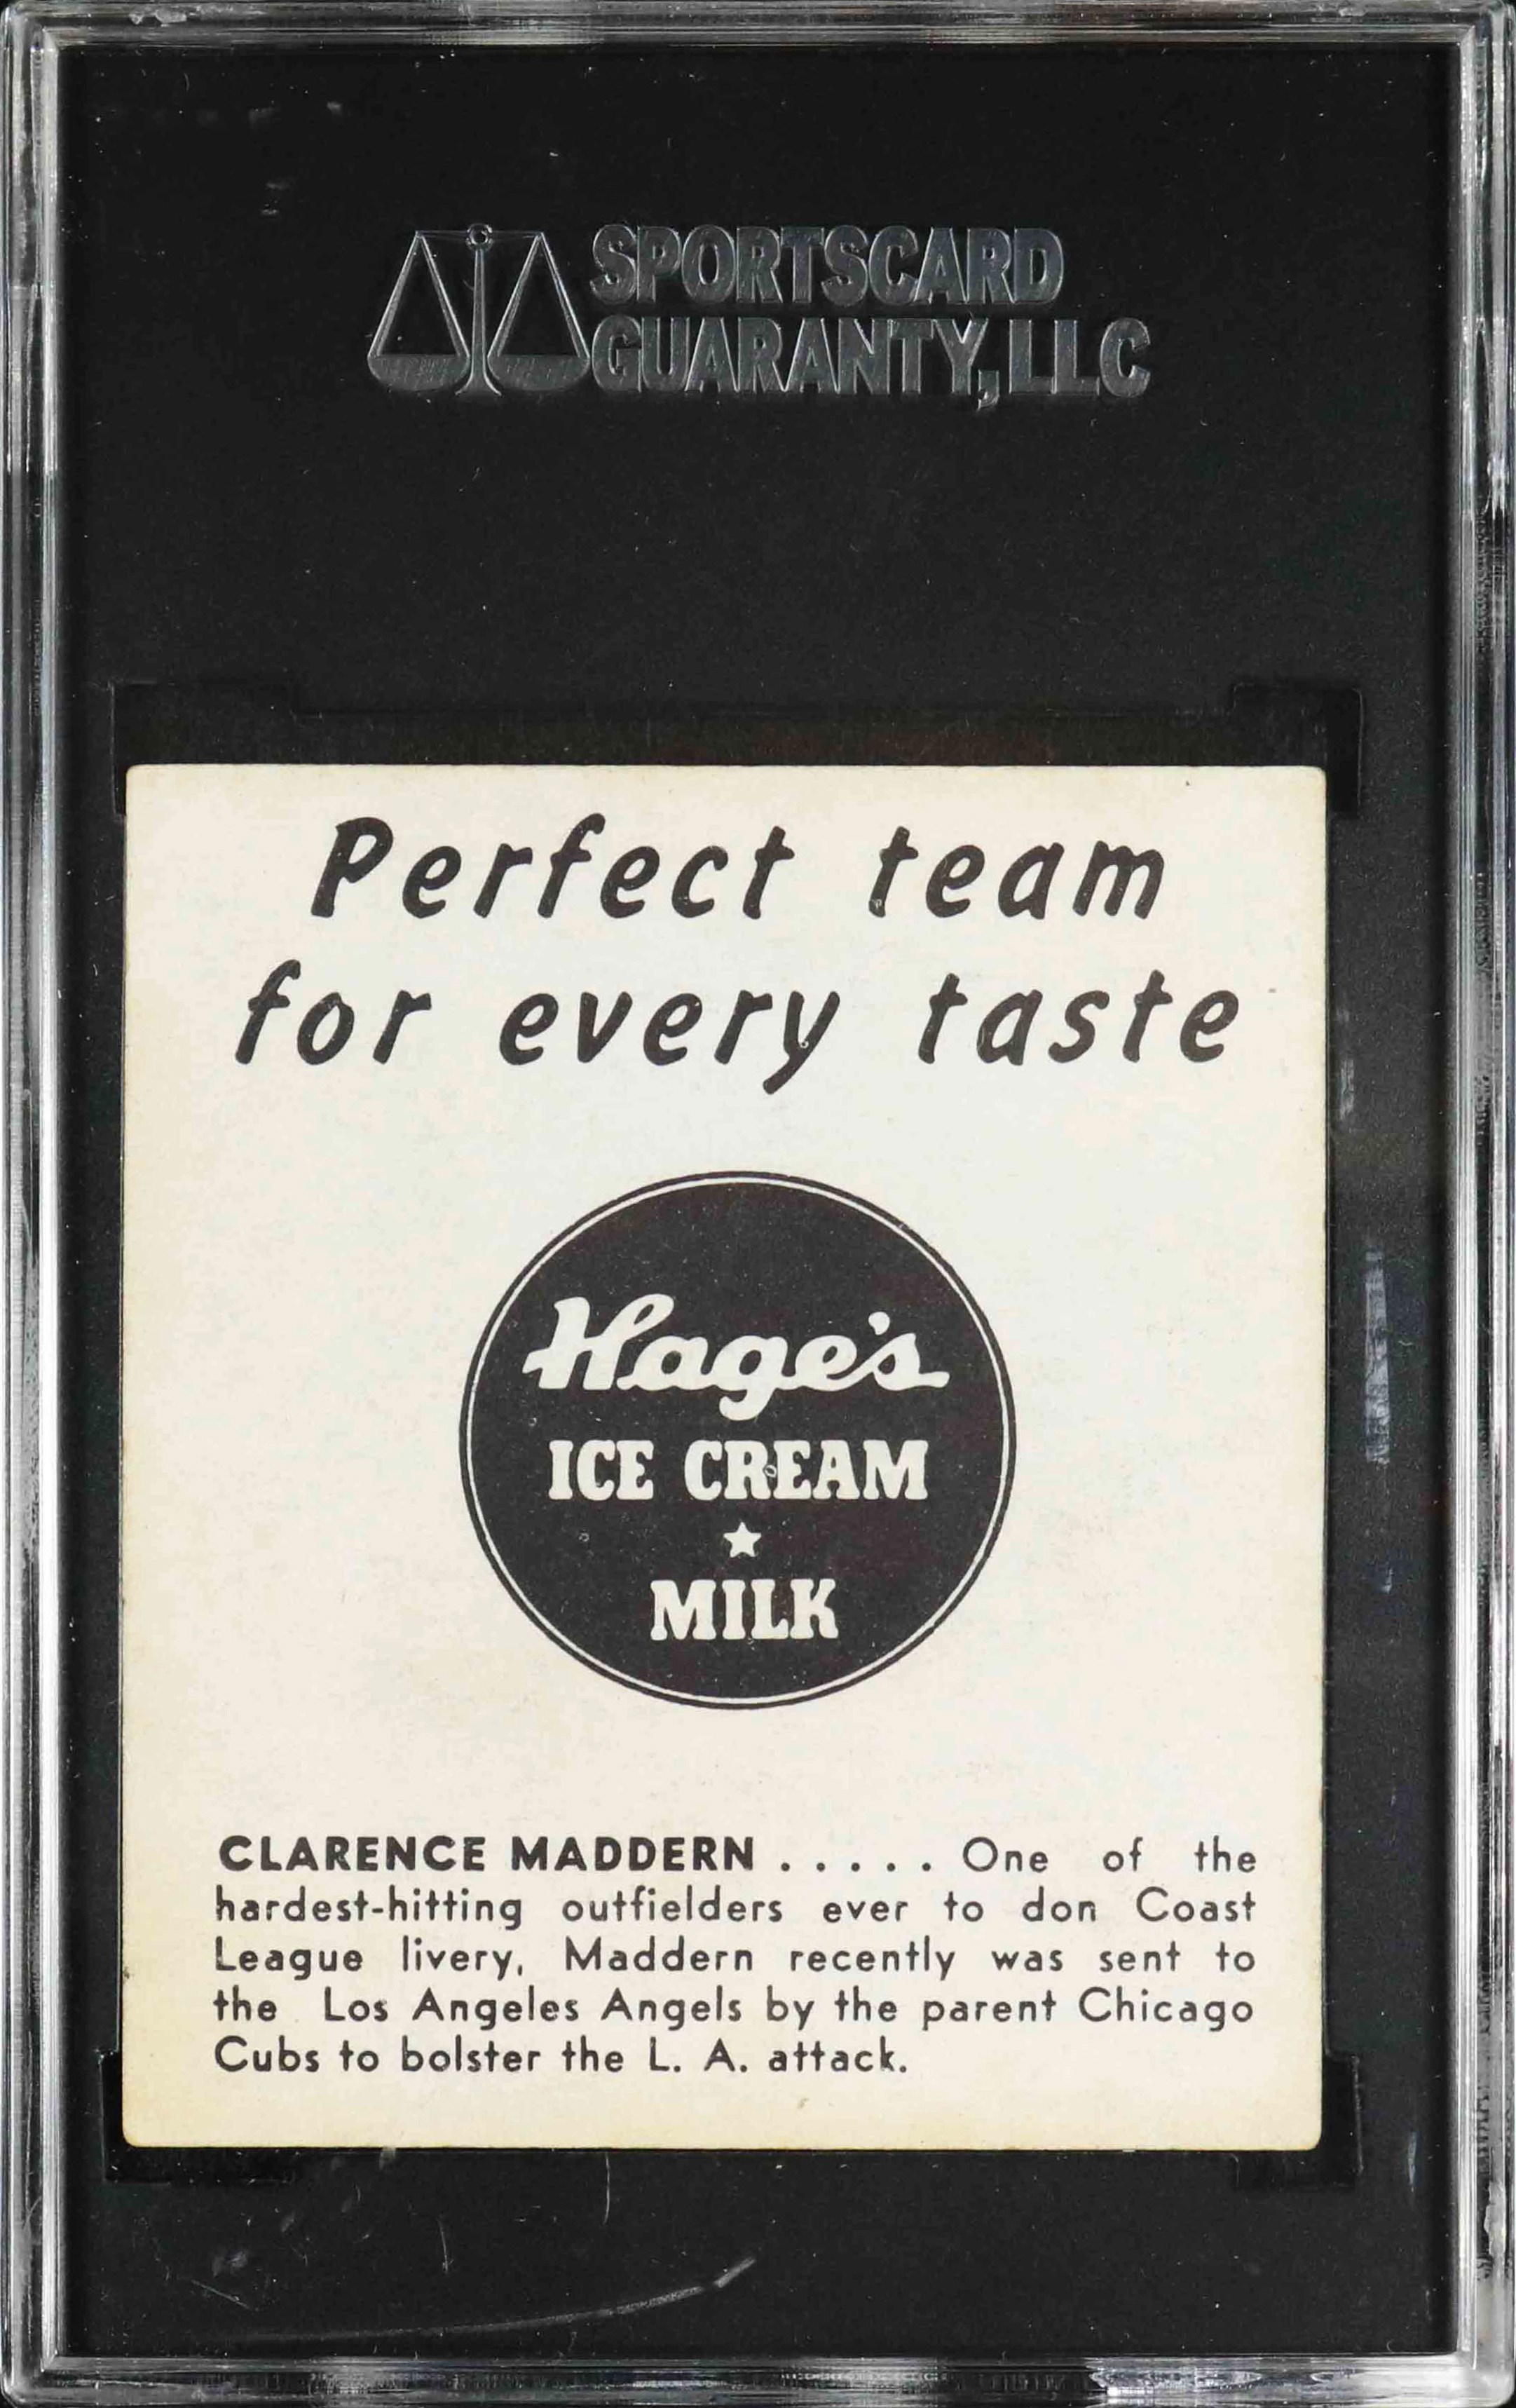 SPORTSCARD
GUARANTY, LLC
Perfect team
for every taste
Hage's
ICE CREAM
★
MILK
CLARENCE MADDERN . . . . . One of the
hardest-hitting outfielders ever to don Coast
League livery, Maddern recently was sent to
the Los Angeles Angels by the parent Chicago
Cubs to bolster the L. A. attack.